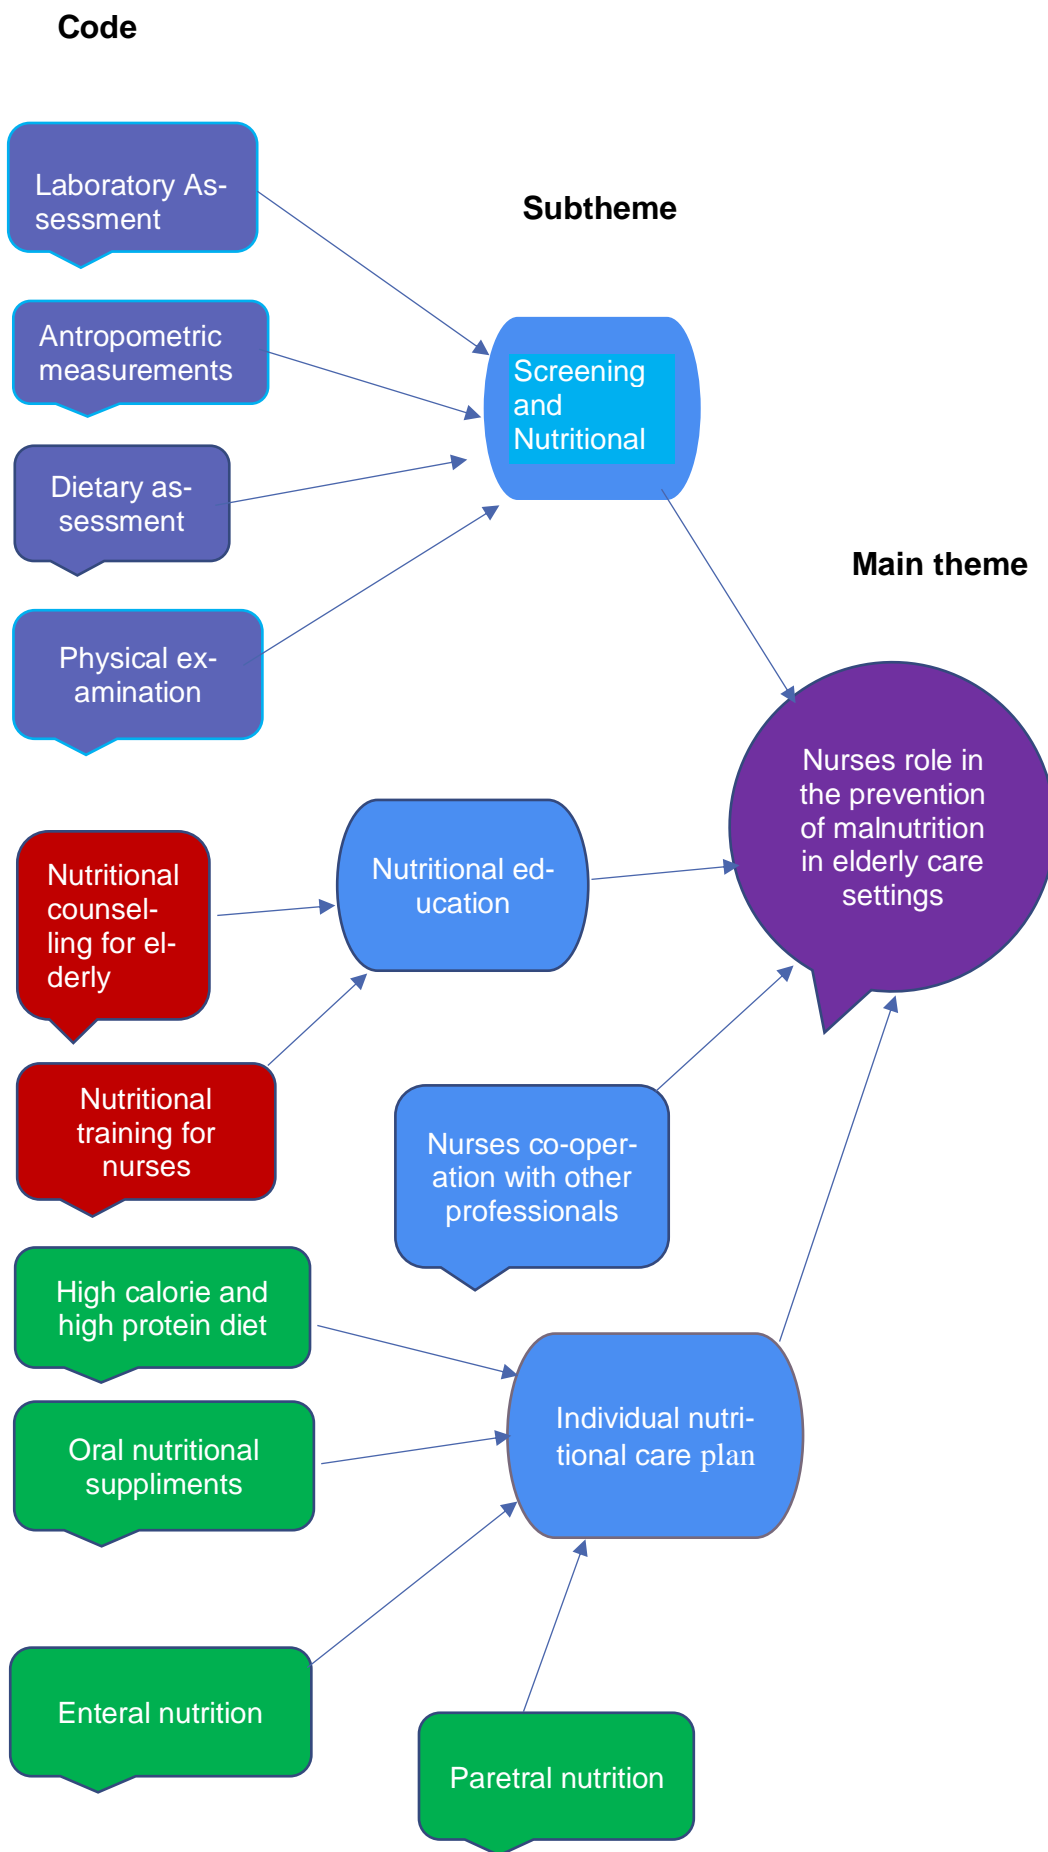 Code
Laboratory As-
sessment
Subtheme
Antropometric
measurements
Screening
and
Nutritional
Dietary as-
sessment
Main theme
Physical ex-
amination
Nurses role in
the prevention
of malnutrition
in elderly care
settings
Nutritional
counsel-
ling for el-
derly
Nutritional ed-
ucation
Nutritional
training for
nurses
Nurses co-oper-
ation with other
professionals
High calorie and
high protein diet
Individual nutri-
tional care plan
Oral nutritional
suppliments
Enteral nutrition
Paretral nutrition